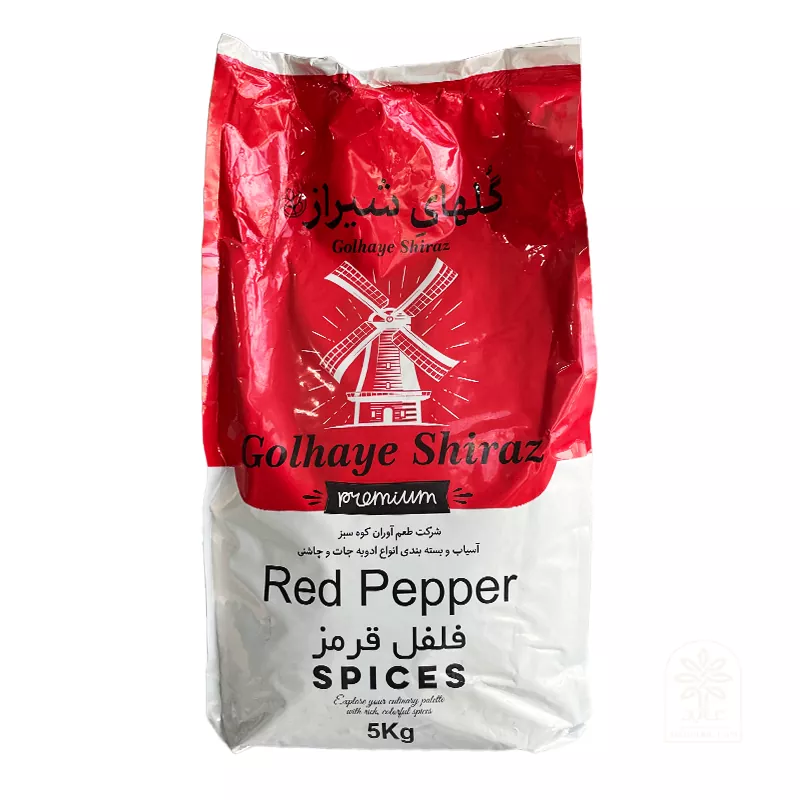 گُلهایِ شیراز
Golhaye Shiraz
Golhaye Shiraz
premium
شرکت طعم آوران کوه سبز
آسیاب و بسته بندی انواع ادویه جات و چاشنی
Red Pepper
فلفل قرمز
SPICES
Explore your culinary palette
with rich, colorful spices
5Kg